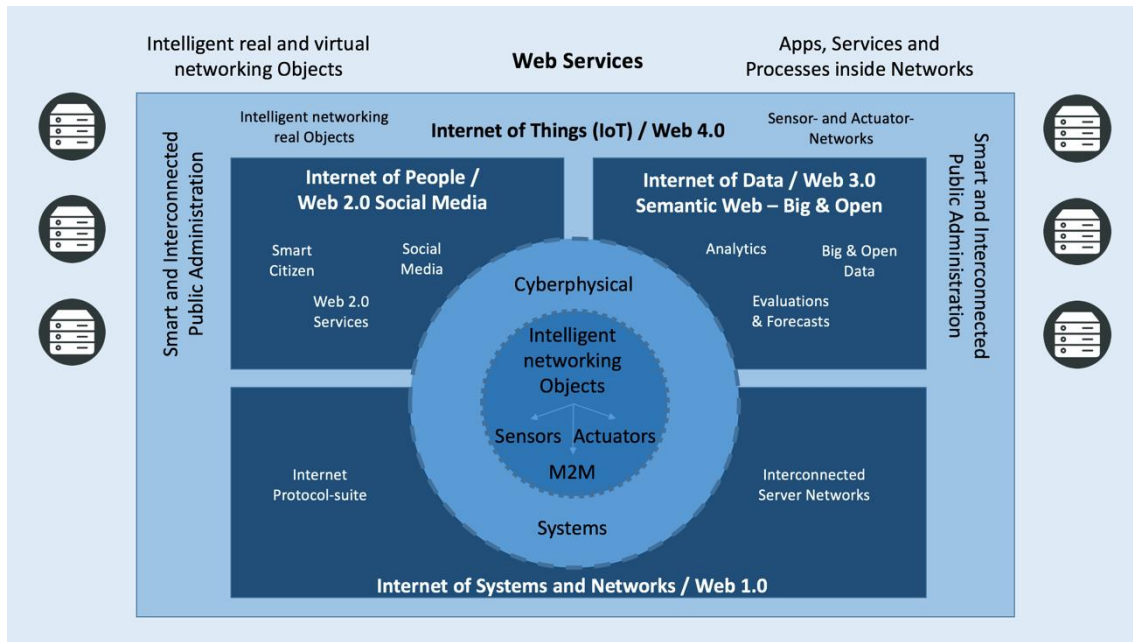 Intelligent real and virtual
networking Objects
Web Services
Apps, Services and
Processes inside Networks
Smart and Interconnected
Public Administration
Intelligent networking
real Objects
Internet of Things (IoT) / Web 4.0
Sensor- and Actuator-
Networks
Smart and Interconnected
Public Administration
Internet of People /
Web 2.0 Social Media
Smart
Citizen
Social
Media
Web 2.0
Services
Internet of Data / Web 3.0
Semantic Web – Big & Open
Analytics
Big & Open
Data
Evaluations
& Forecasts
Cyberphysical
Intelligent
networking
Objects
Sensors
Actuators
M2M
Systems
Internet
Protocol-suite
Interconnected
Server Networks
Internet of Systems and Networks / Web 1.0